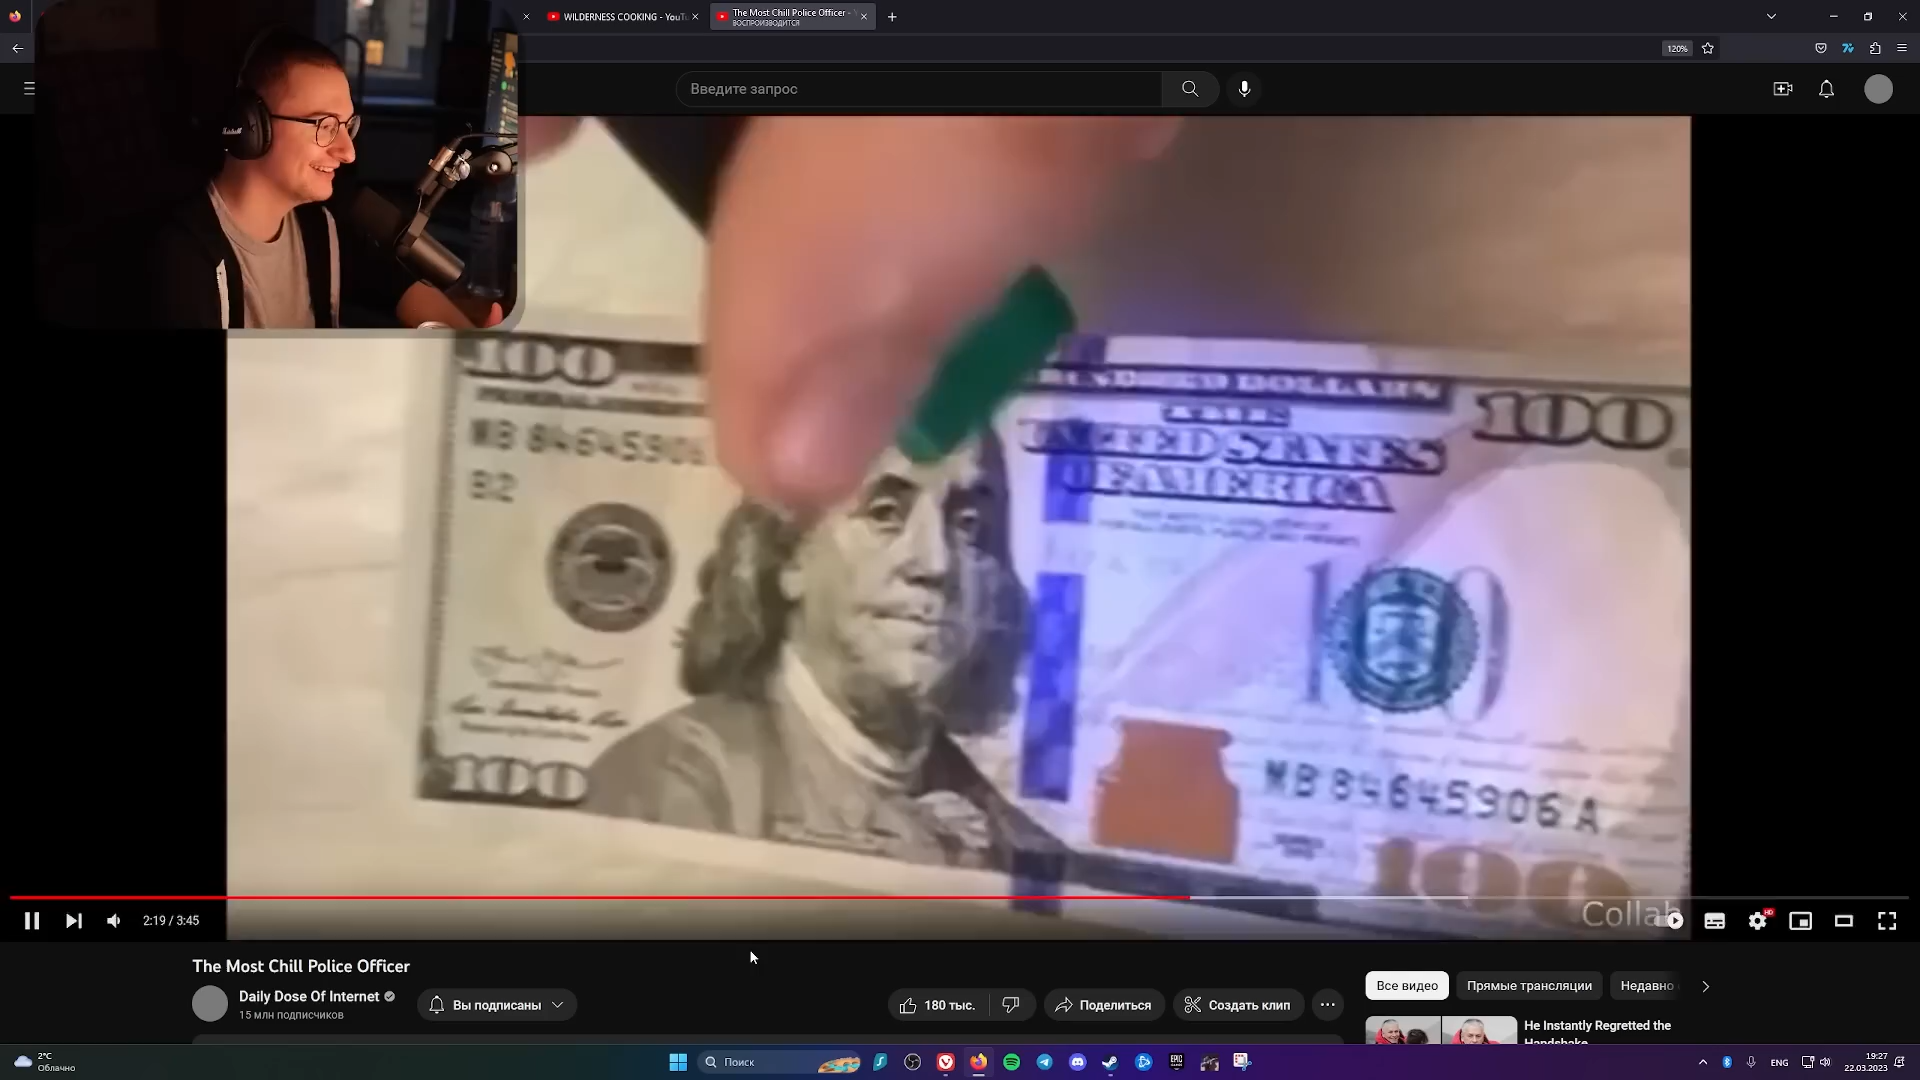 WILDERNESS COOKING - YouTu
The Most Chill Police Officer -
ВОСПРОИЗВОДИТСЯ
120%
Введите запрос
100
100
HUNDRED DOLLARS
THE
UNITED STATES
OF AMERICA
MB 84645906
B2
100
MB 84645906 A
100
100
Collab
2:19 / 3:45
HD
The Most Chill Police Officer
Daily Dose Of Internet
15 млн подписчиков
Вы подписаны
180 тыс.
Поделиться
Создать клип
Все видео
Прямые трансляции
Недавно
He Instantly Regretted the
Handshake
2°C
Облачно
Поиск
EPIC
ENG
19:27
22.03.2023